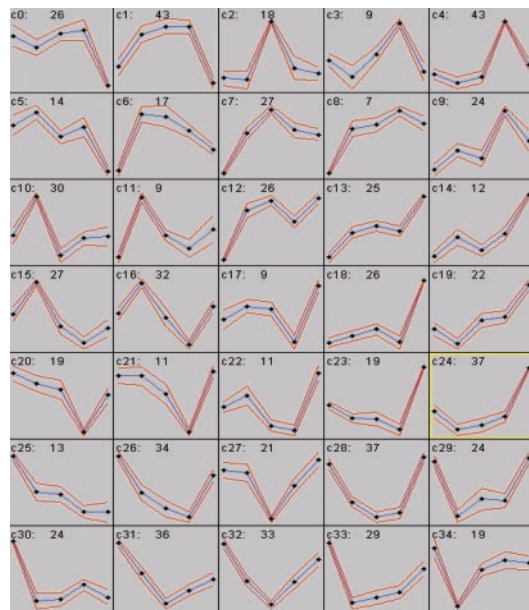 c0: 26 c1: 43 c2: 18 c3: 9 c4: 43
c5: 14 c6: 17 c7: 27 c8: 7 c9: 24
c10: 30 c11: 9 c12: 26 c13: 25 c14: 12
c15: 27 c16: 32 c17: 9 c18: 26 c19: 22
c20: 19 c21: 11 c22: 11 c23: 19 c24: 37
c25: 13 c26: 34 c27: 21 c28: 37 c29: 24
c30: 24 c31: 36 c32: 33 c33: 29 c34: 19